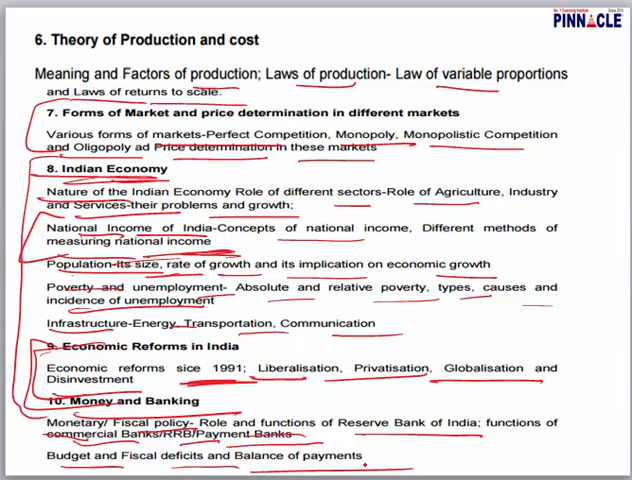 No. 1 Coaching Institute Since 2013
PINNACLE
6. Theory of Production and cost
Meaning and Factors of production; Laws of production- Law of variable proportions
and Laws of returns to scale.
7. Forms of Market and price determination in different markets
Various forms of markets-Perfect Competition, Monopoly, Monopolistic Competition
and Oligopoly ad Price determination in these markets
8. Indian Economy
Nature of the Indian Economy Role of different sectors-Role of Agriculture, Industry
and Services-their problems and growth;
National Income of India-Concepts of national income, Different methods of
measuring national income
Population-Its size, rate of growth and its implication on economic growth
Poverty and unemployment- Absolute and relative poverty, types, causes and
incidence of unemployment
Infrastructure-Energy, Transportation, Communication
9. Economic Reforms in India
Economic reforms sice 1991; Liberalisation, Privatisation, Globalisation and
Disinvestment
10. Money and Banking
Monetary/ Fiscal policy- Role and functions of Reserve Bank of India; functions of
commercial Banks/RRB/Payment Banks
Budget and Fiscal deficits and Balance of payments